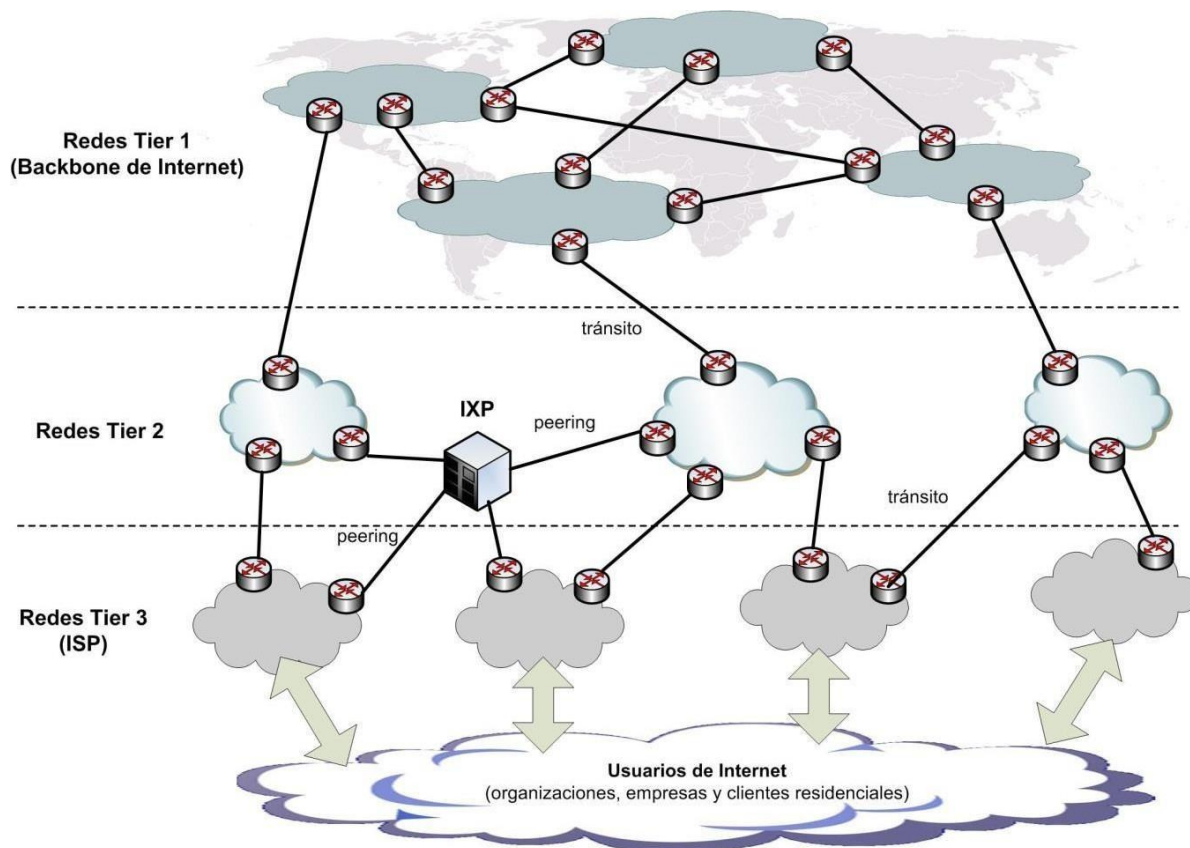 Redes Tier 1
(Backbone de Internet)
tránsito
IXP
peering
Redes Tier 2
tránsito
peering
Redes Tier 3
(ISP)
Usuarios de Internet
(organizaciones, empresas y clientes residenciales)